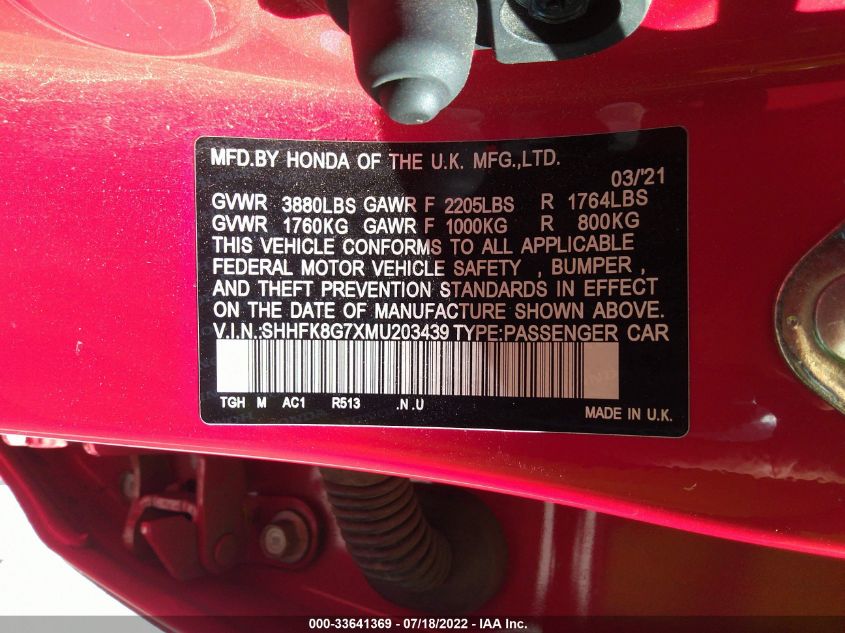 MFD.BY HONDA OF THE U.K. MFG.,LTD.
03/'21
GVWR 3880LBS GAWR F 2205LBS R 1764LBS
GVWR 1760KG GAWR F 1000KG R 800KG
THIS VEHICLE CONFORMS TO ALL APPLICABLE
FEDERAL MOTOR VEHICLE SAFETY , BUMPER ,
AND THEFT PREVENTION STANDARDS IN EFFECT
ON THE DATE OF MANUFACTURE SHOWN ABOVE.
V.I.N.:SHHFK8G7XMU203439 TYPE:PASSENGER CAR
TGH M AC1 R513 .N.U
MADE IN U.K.
000-33641369 - 07/18/2022 - IAA Inc.